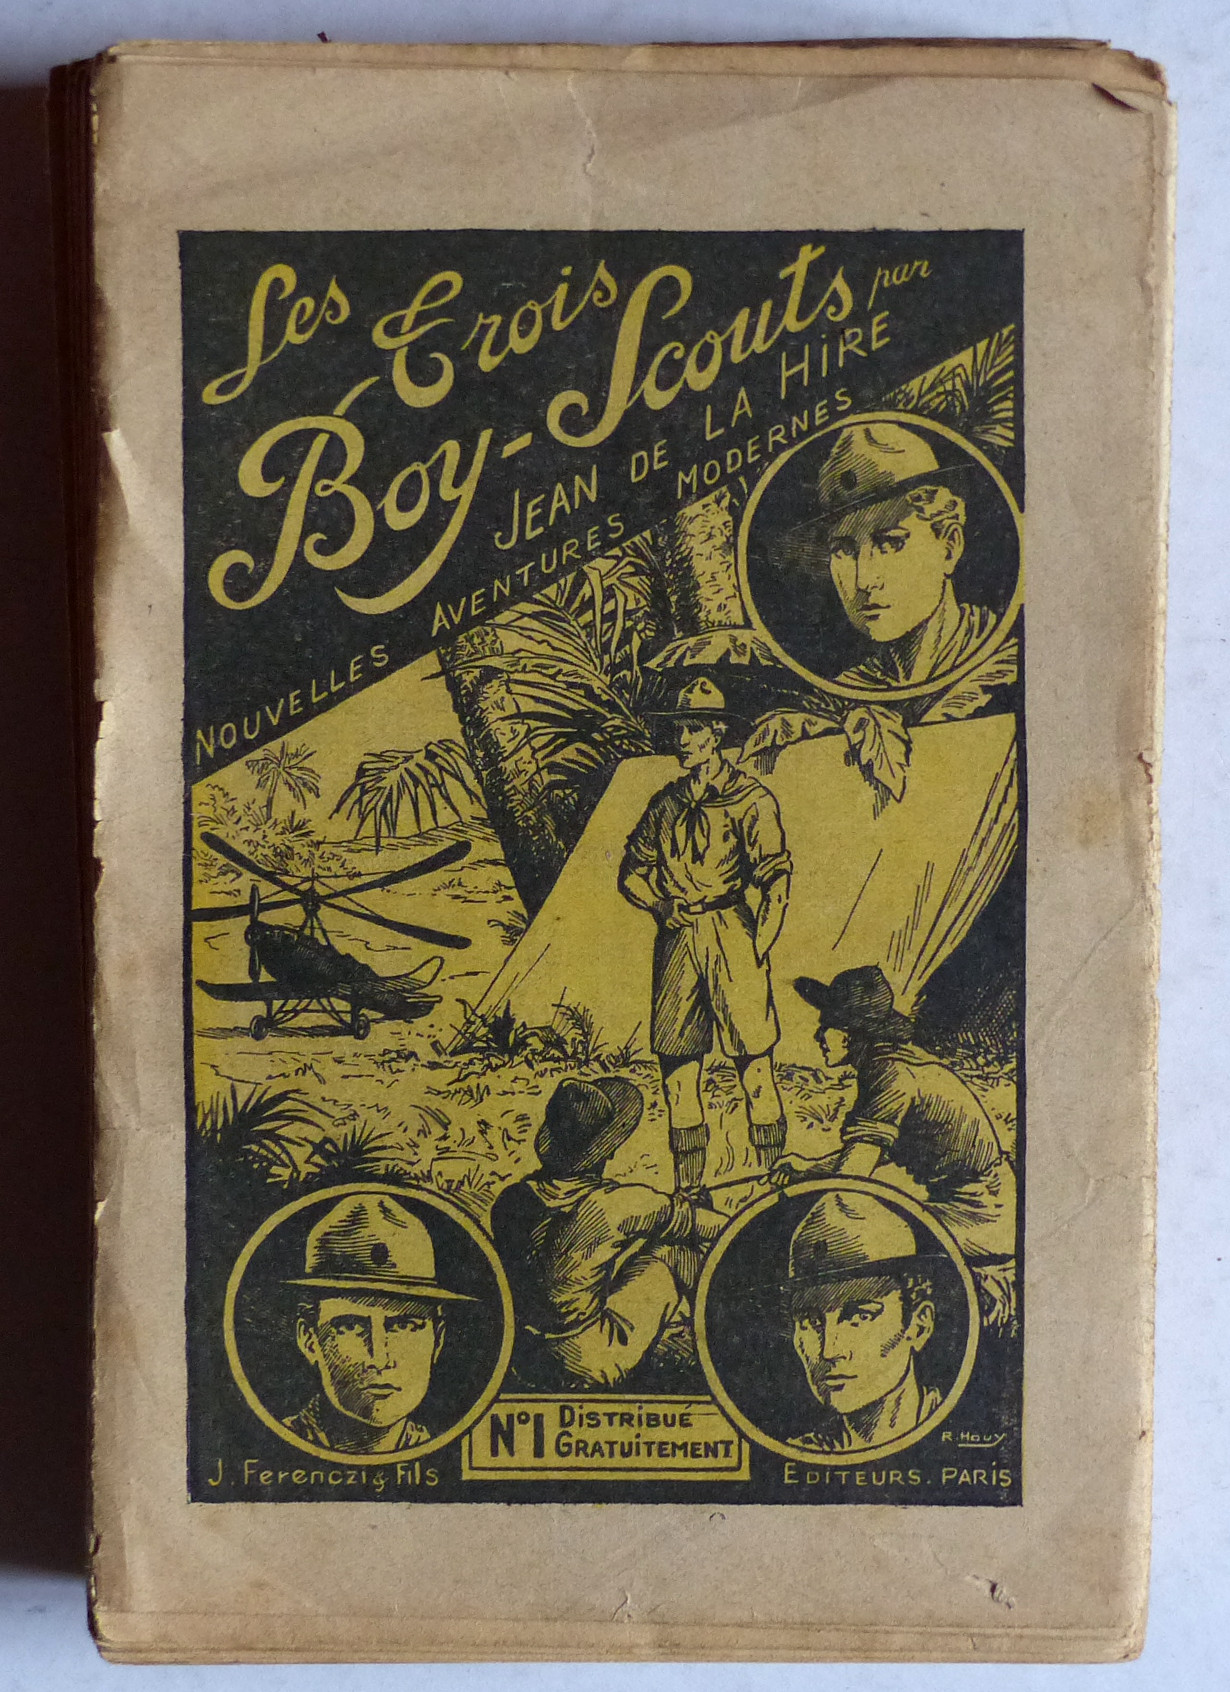 Les Trois
Boy-Scouts par
JEAN DE LA HIRE
NOUVELLES AVENTURES MODERNES
N°1 DISTRIBUÉ
GRATUITEMENT
R. Houy
J. Ferenczi & Fils EDITEURS. PARIS